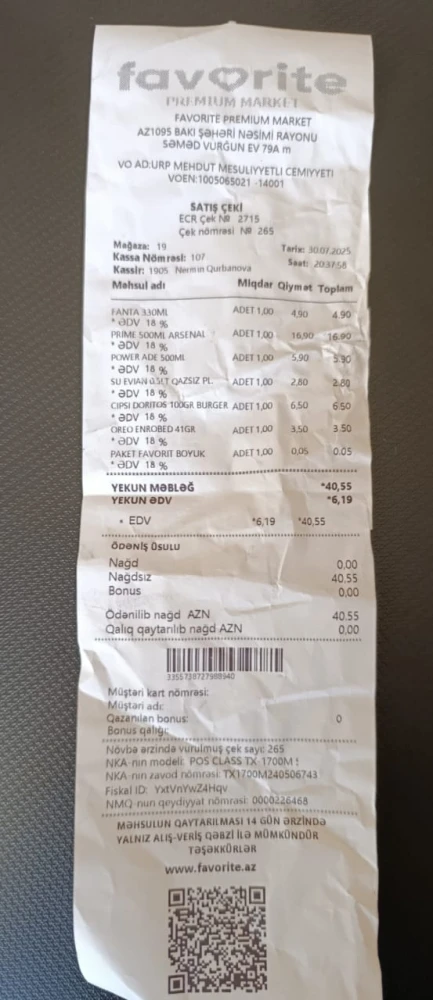 favorite
PREMIUM MARKET
FAVORITE PREMIUM MARKET
AZ1095 BAKI ŞƏHƏRİ NƏSİMİ RAYONU
SƏMƏD VURĞUN EV 79A m
VO AD:URP MEHDUT MESULIYYETLI CEMIYYETI
VOEN:1005065021 -14001
SATIŞ ÇEKİ
ECR Çek № 2715
Çek nömrəsi № 265
Mağaza: 19 Tarix: 30.07.2025
Kassa Nömrəsi: 107 Saat: 20:37:58
Kassir: 1905 Nərmin Qurbanova
Məhsul adı Miqdar Qiymət Toplam
FANTA 330ML ADET 1,00 4,90 4.90
* ƏDV 18 %
PRIME 500ML ARSENAL ADET 1,00 16,90 16.90
* ƏDV 18 %
POWER ADE 500ML ADET 1,00 5,90 5.90
* ƏDV 18 %
SU EVIAN 0.5LT QAZSIZ PL. ADET 1,00 2,80 2.80
* ƏDV 18 %
CIPSI DORITOS 100GR BURGER ADET 1,00 6,50 6.50
* ƏDV 18 %
OREO ENROBED 41GR ADET 1,00 3,50 3.50
* ƏDV 18 %
PAKET FAVORIT BOYUK ADET 1,00 0,05 0.05
* ƏDV 18 %
YEKUN MƏBLƏĞ *40,55
YEKUN ƏDV *6,19
* EDV *6,19 *40,55
ÖDƏNİŞ ÜSULU
Nağd 0.00
Nağdsız 40.55
Bonus 0,00
Ödənilib nağd AZN 40.55
Qalıq qaytarılıb nağd AZN 0,00
Müştəri kart nömrəsi:
Müştəri adı:
Qazanılan bonus: 0
Bonus qalığı:
Növbə ərzində vurulmuş çek sayı: 265
NKA-nın modeli: POS CLASS TX-1700M !
NKA-nın zavod nömrəsi: TX1700M240506743
Fiskal ID: YxtVnYwZ4Hqv
NMQ-nun qeydiyyat nömrəsi: 0000226468
MƏHSULUN QAYTARILMASI 14 GÜN ƏRZİNDƏ
YALNIZ ALIŞ-VERİŞ QƏBZİ İLƏ MÜMKÜNDÜR
TƏŞƏKKÜRLƏR
www.favorite.az